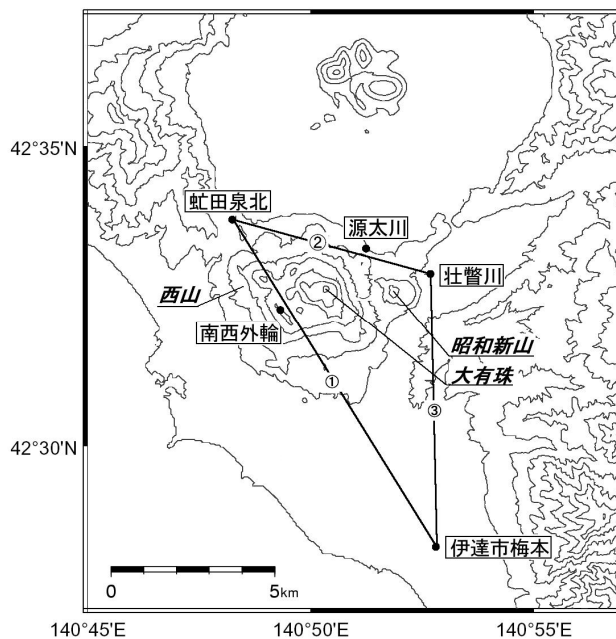 42°35'N
虻田泉北
源太川
②
壮瞥川
西山
南西外輪
昭和新山
大有珠
①
③
42°30'N
伊達市梅本
0 5km
140°45'E 140°50'E 140°55'E